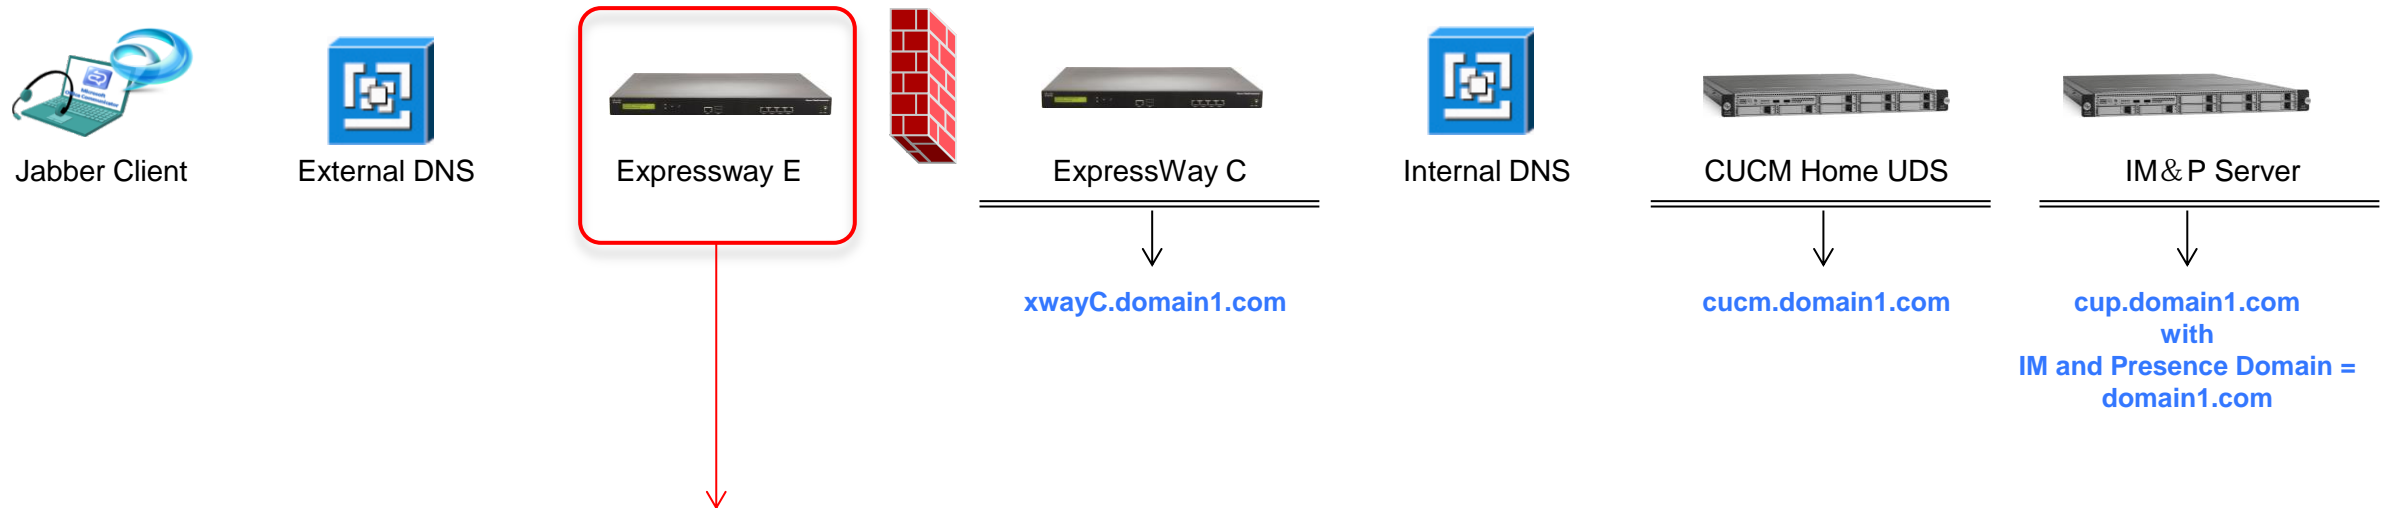 Jabber Client
External DNS
Expressway E
ExpressWay C
Internal DNS
CUCM Home UDS
IM&P Server
xwayC.domain1.com
cucm.domain1.com
cup.domain1.com
with
IM and Presence Domain =
domain1.com